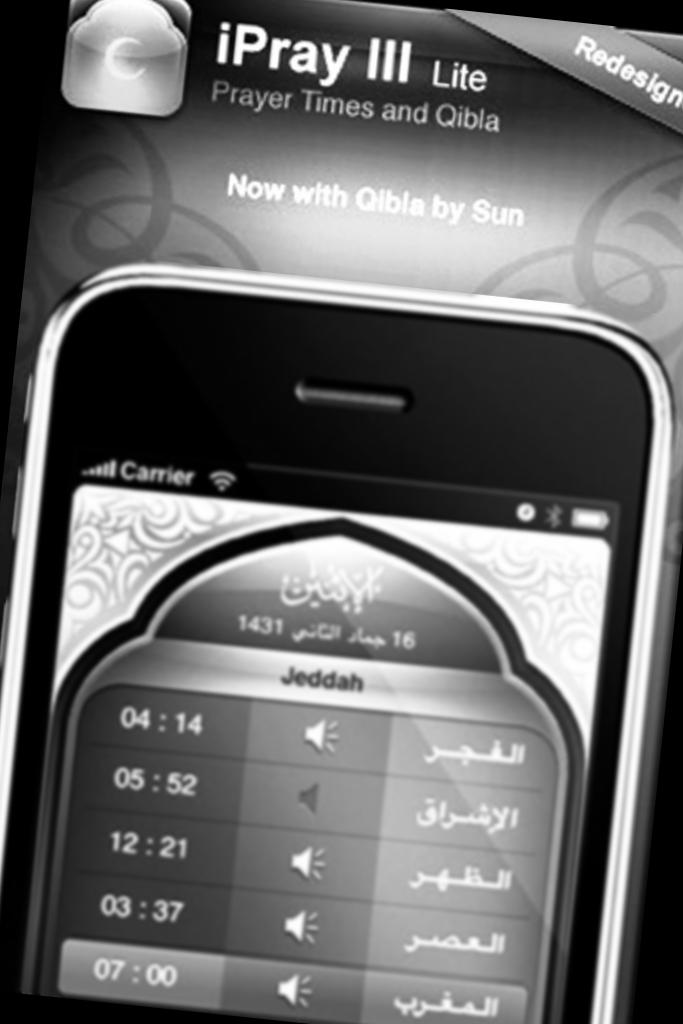 iPray III Lite
Redesign
Prayer Times and Qibla
Now with Qibla by Sun
Carrier
الإثنين
16 جماد الثاني 1431
Jeddah
04 : 14 الفجر
05 : 52 الإشراق
12 : 21 الظهر
03 : 37 العصر
07 : 00 المغرب